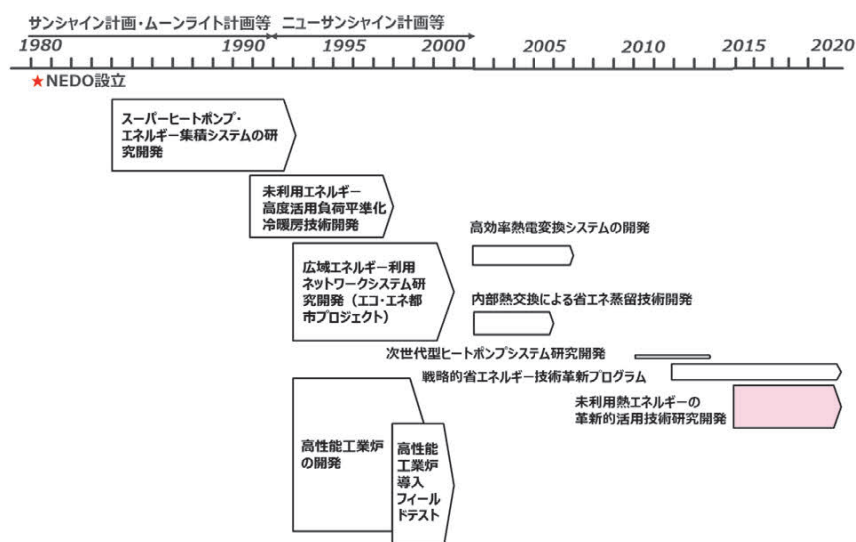 サンシャイン計画・ムーンライト計画等
ニューサンシャイン計画等
1980 1990 1995 2000 2005 2010 2015 2020
★NEDO設立
スーパーヒートポンプ・
エネルギー集積システムの研
究開発
未利用エネルギー
高度活用負荷平準化
冷暖房技術開発
高効率熱電変換システムの開発
広域エネルギー利用
ネットワークシステム研
究開発（エコ・エネ都
市プロジェクト）
内部熱交換による省エネ蒸留技術開発
次世代型ヒートポンプシステム研究開発
戦略的省エネルギー技術革新プログラム
未利用熱エネルギーの
革新的活用技術研究開発
高性能工業炉
の開発
高性能
工業炉
導入
フィール
ドテスト